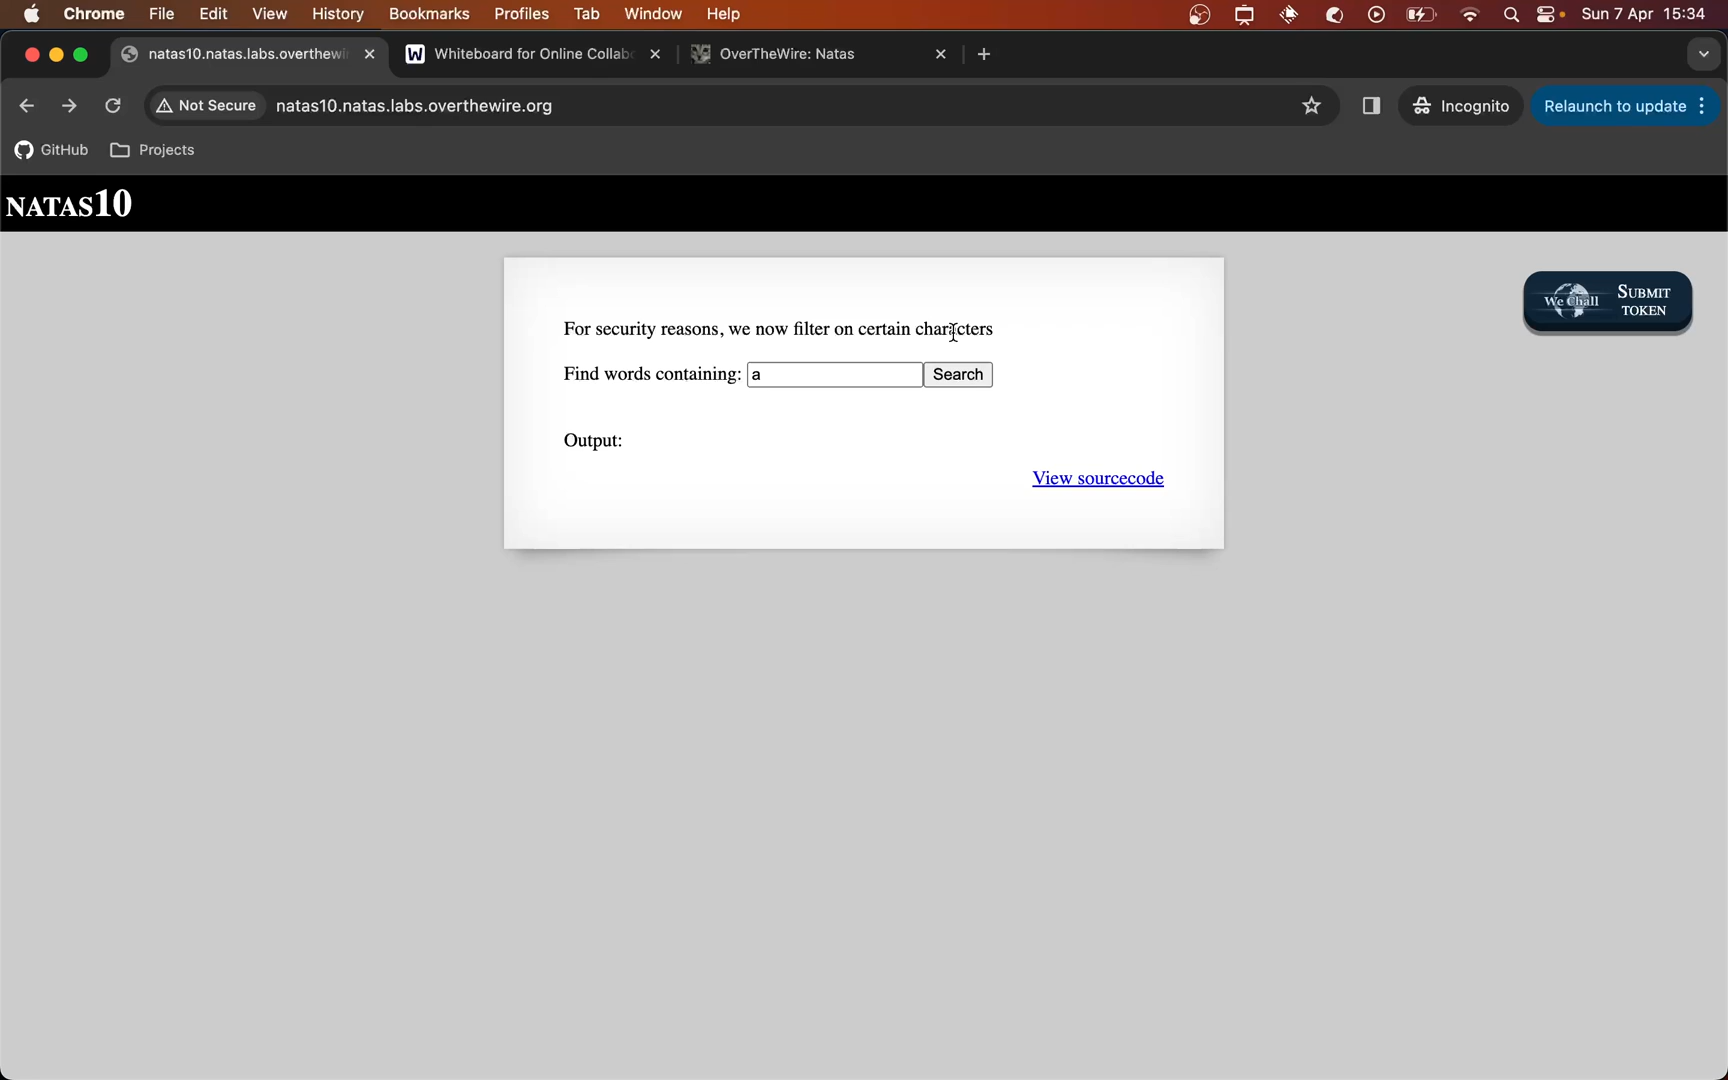 Chrome File Edit View History Bookmarks Profiles Tab Window Help Sun 7 Apr 15:34
natas10.natas.labs.overthewi Whiteboard for Online Collab OverTheWire: Natas
Not Secure natas10.natas.labs.overthewire.org Incognito Relaunch to update
GitHub Projects
NATAS10
For security reasons, we now filter on certain characters
Find words containing: a Search
Output:
View sourcecode
We Chall SUBMIT
TOKEN